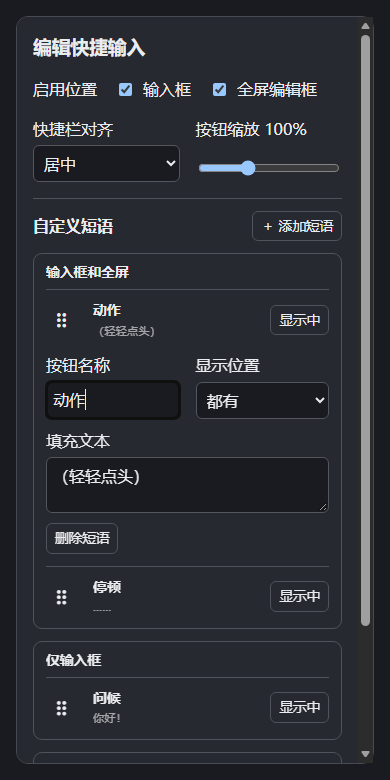 编辑快捷输入
启用位置 输入框 全屏编辑框
快捷栏对齐 按钮缩放 100%
居中
自定义短语 ＋ 添加短语
输入框和全屏
动作
（轻轻点头） 显示中
按钮名称 显示位置
动作 都有
填充文本
（轻轻点头）
删除短语
停顿
…… 显示中
仅输入框
问候
你好！ 显示中